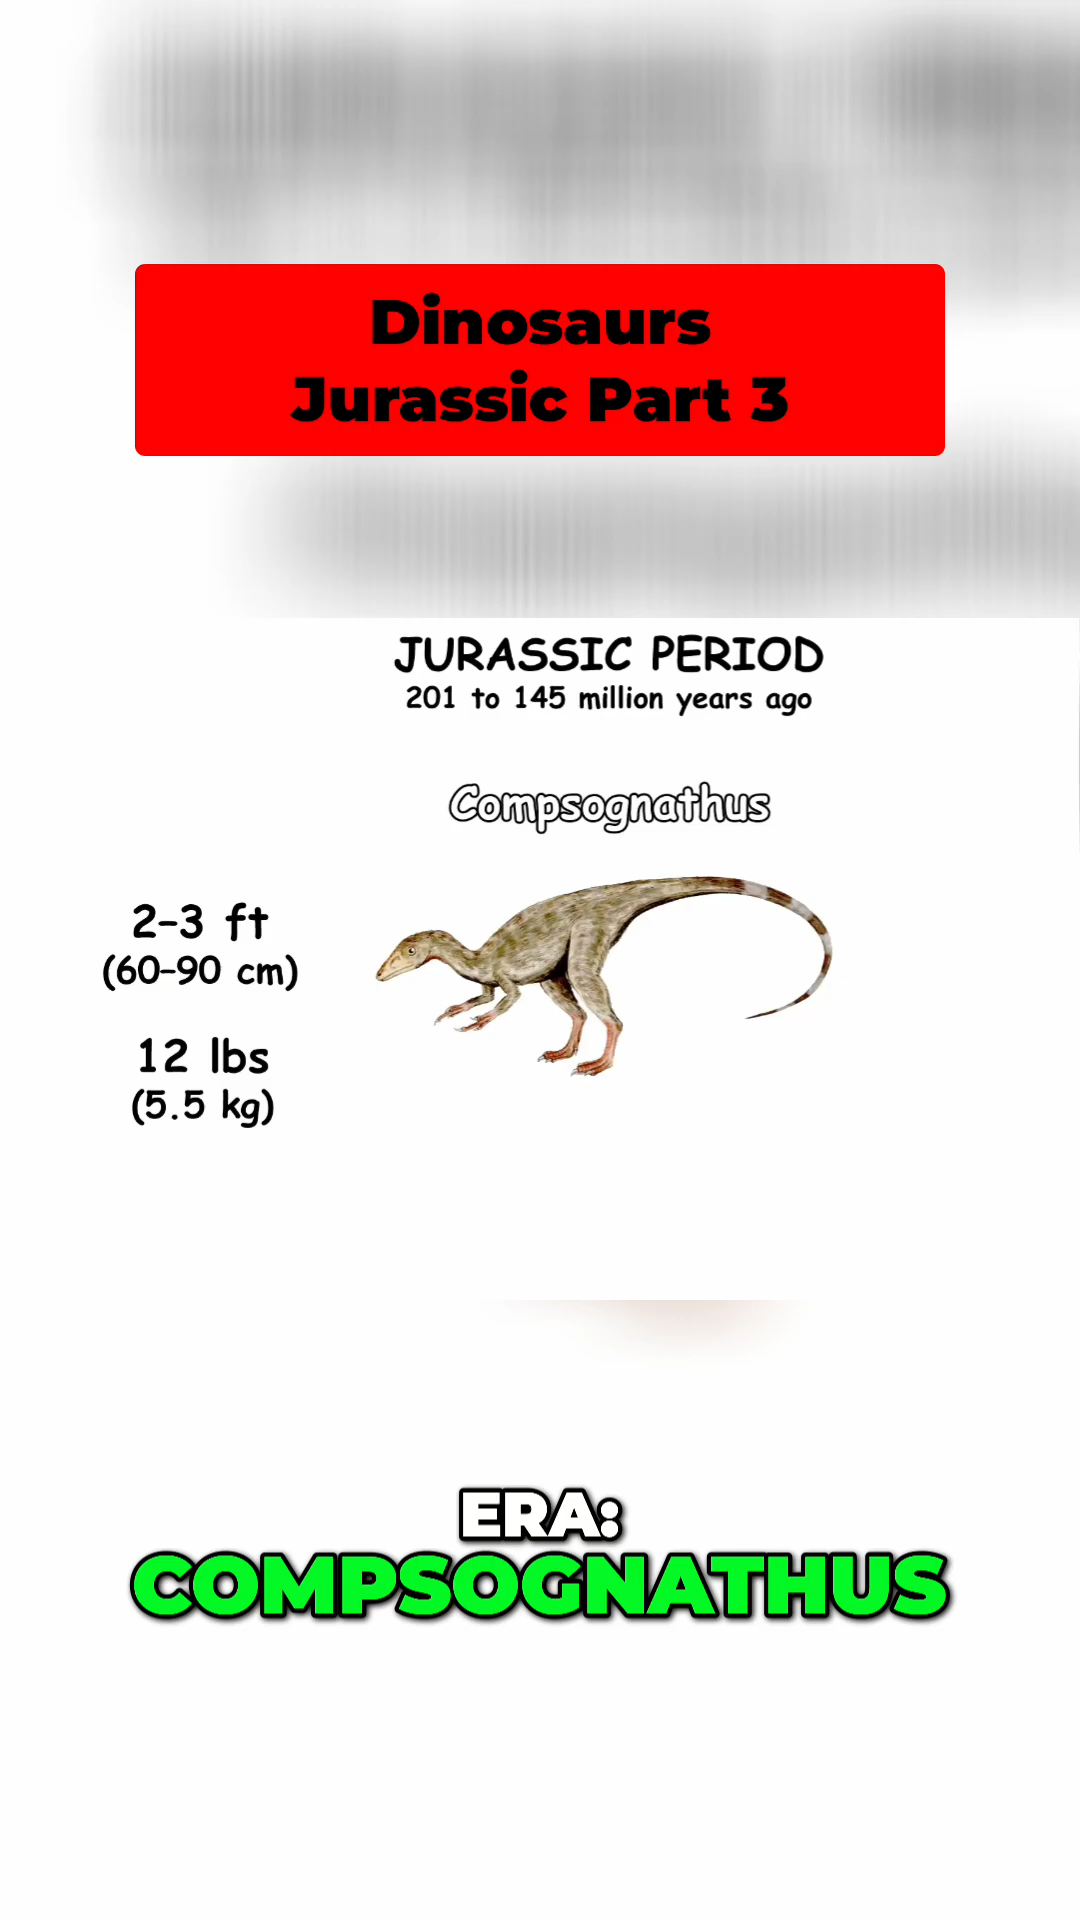 Dinosaurs
Jurassic Part 3
JURASSIC PERIOD
201 to 145 million years ago
Compsognathus
2–3 ft
(60–90 cm)
12 lbs
(5.5 kg)
ERA:
COMPSOGNATHUS